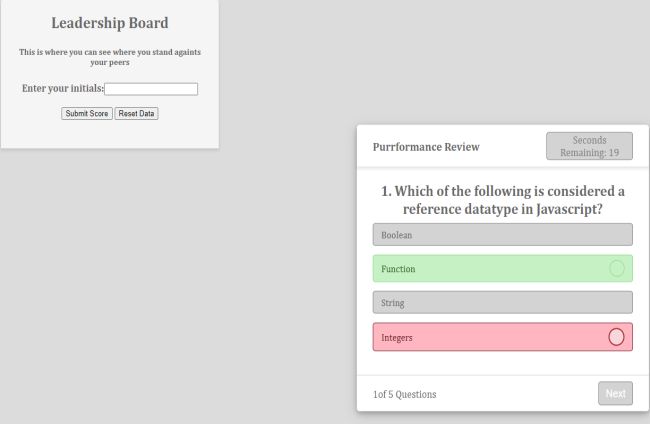 Leadership Board
This is where you can see where you stand againts
your peers
Enter your initials:
Submit Score Reset Data
Purrformance Review
Seconds
Remaining: 19
1. Which of the following is considered a
reference datatype in Javascript?
Boolean
Function
String
Integers
1of 5 Questions
Next